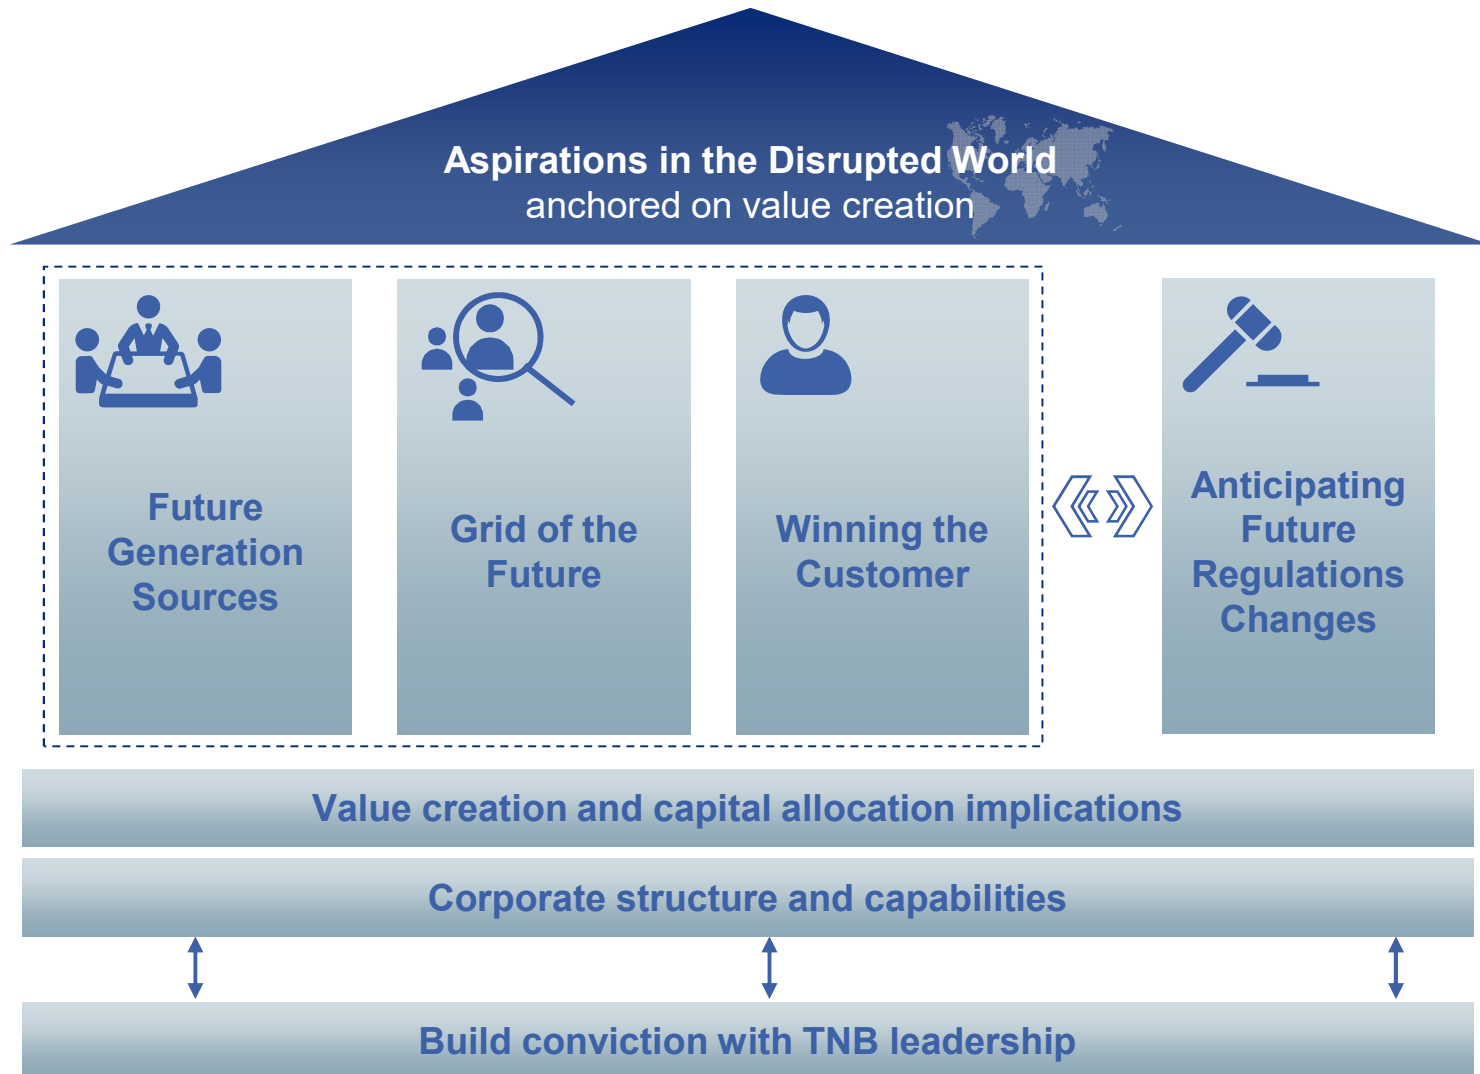 Aspirations in the Disrupted World
anchored on value creation
Future
Generation
Sources
Grid of the
Future
Winning the
Customer
Anticipating
Future
Regulations
Changes
Value creation and capital allocation implications
Corporate structure and capabilities
Build conviction with TNB leadership